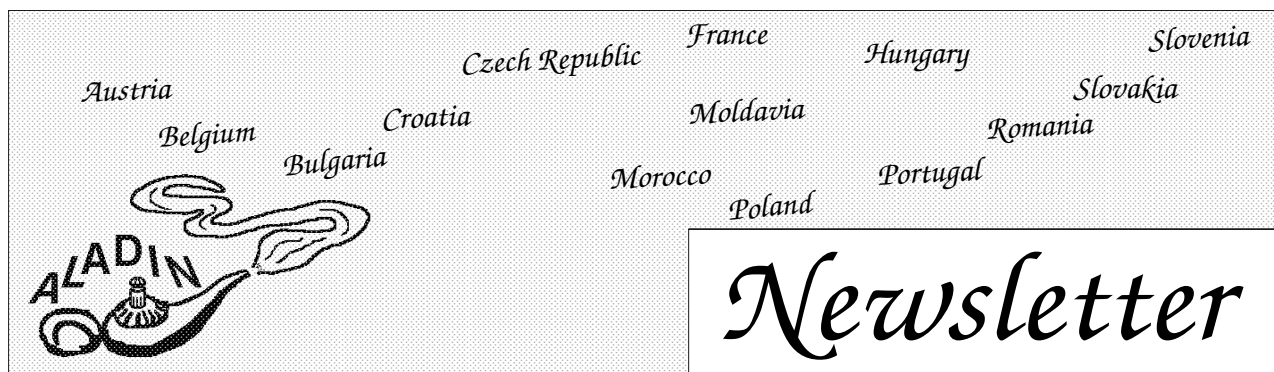 Austria
Belgium
Bulgaria
Croatia
Czech Republic
France
Moldavia
Morocco
Poland
Hungary
Portugal
Romania
Slovakia
Slovenia
ALADIN
Newsletter